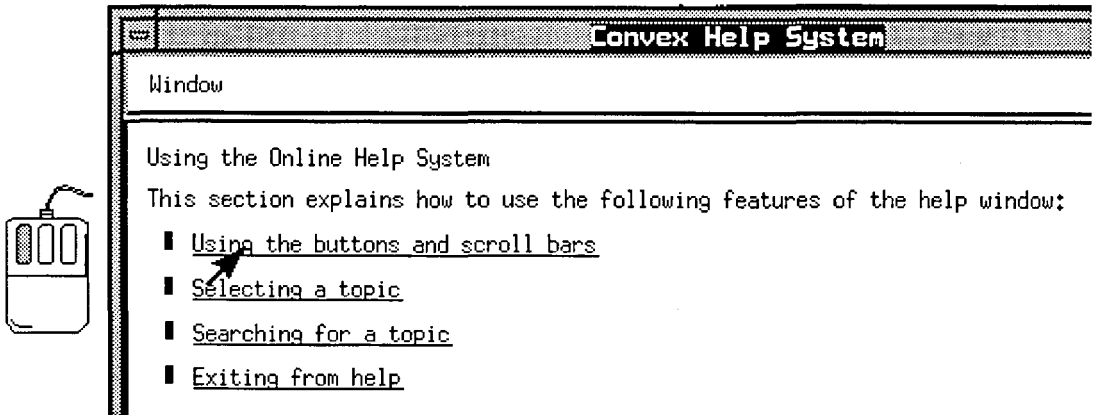 Convex Help System
Window
Using the Online Help System
This section explains how to use the following features of the help window:
Using the buttons and scroll bars
Selecting a topic
Searching for a topic
Exiting from help